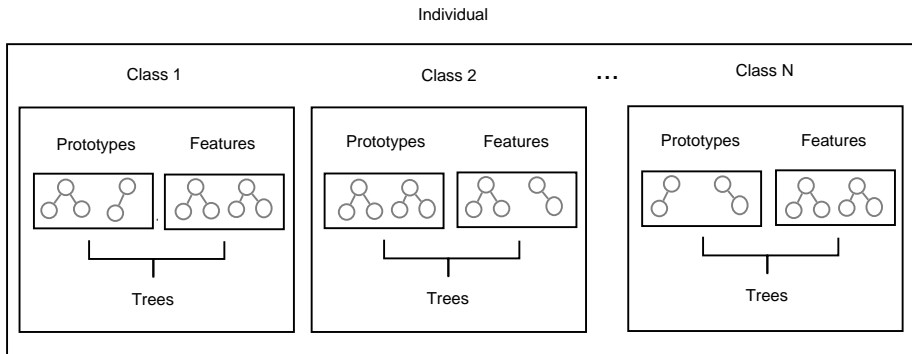 Individual
Class 1
Class 2
...
Class N
Prototypes
Features
Prototypes
Features
Prototypes
Features
Trees
Trees
Trees